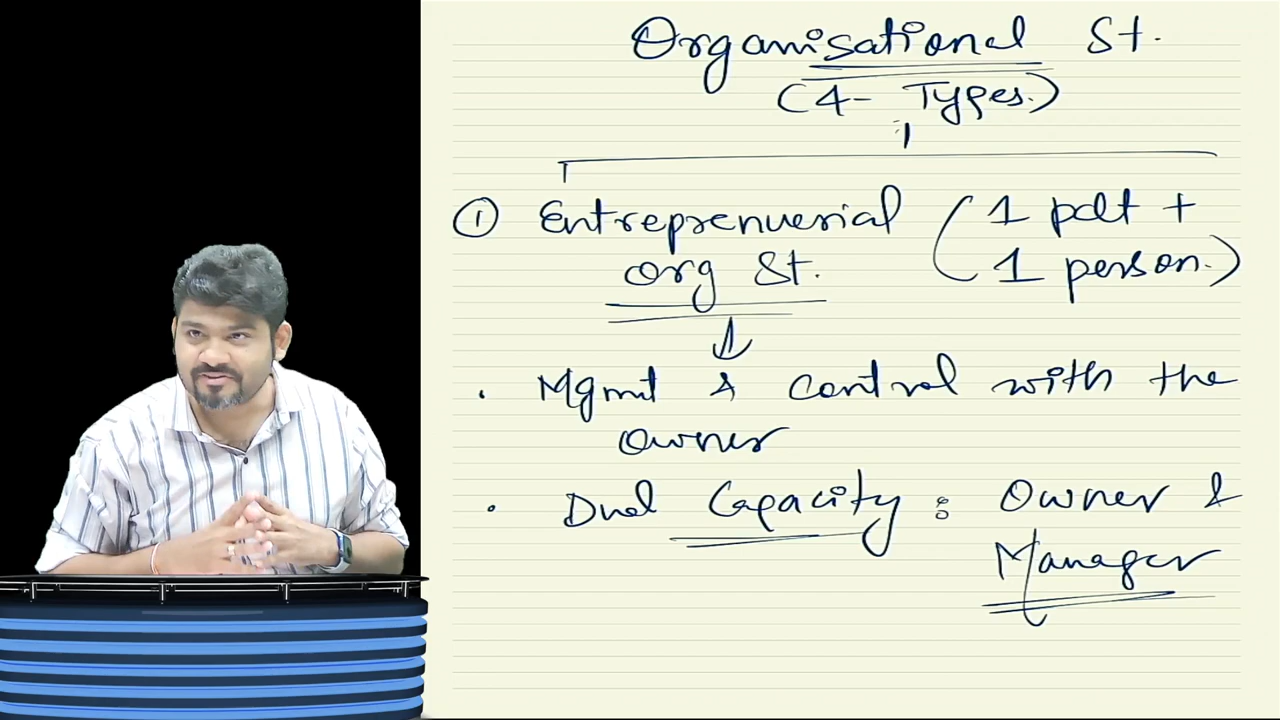 Organisational St.
(4- Types.)
① Entreprenuerial (1 pdt +
org St. 1 person.)
• Mgmt & control with the
Owner
• Dual Capacity : Owner &
Manager